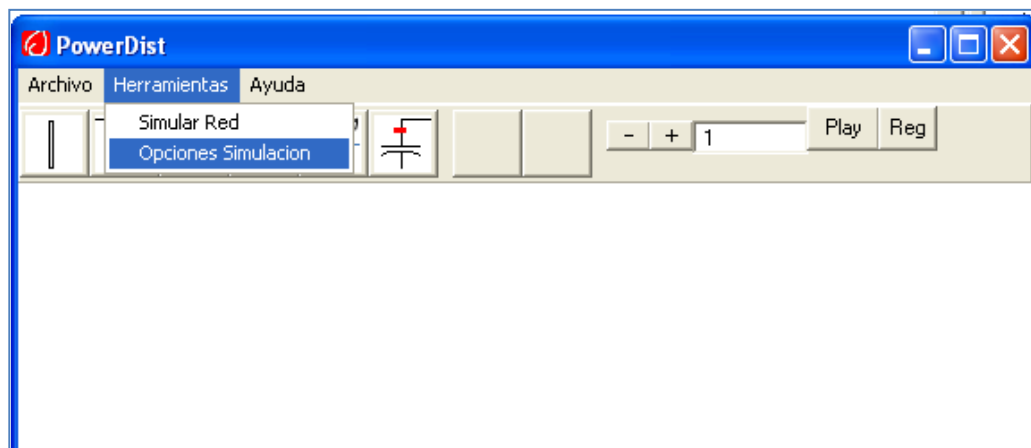 PowerDist
Archivo Herramientas Ayuda
Simular Red
Opciones Simulacion
- + 1 Play Reg